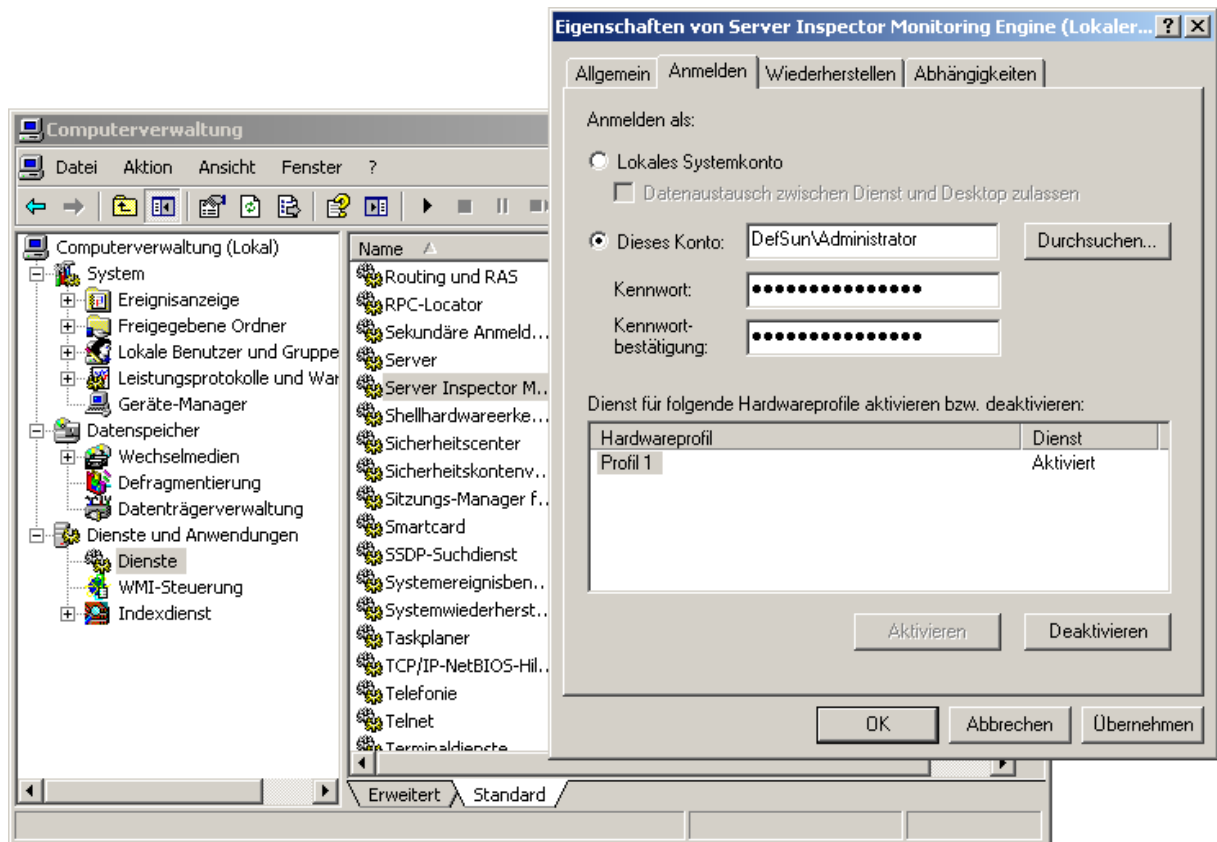 Eigenschaften von Server Inspector Monitoring Engine (Lokaler...
Allgemein Anmelden Wiederherstellen Abhängigkeiten
Anmelden als:
Lokales Systemkonto
Datenaustausch zwischen Dienst und Desktop zulassen
Dieses Konto: DefSun\Administrator Durchsuchen...
Kennwort: ●●●●●●●●●●●●●●●
Kennwort-
bestätigung: ●●●●●●●●●●●●●●●
Dienst für folgende Hardwareprofile aktivieren bzw. deaktivieren:
Hardwareprofil Dienst
Profil 1 Aktiviert
Aktivieren Deaktivieren
OK Abbrechen Übernehmen
Computerverwaltung
Datei Aktion Ansicht Fenster ?
Computerverwaltung (Lokal)
System
Ereignisanzeige
Freigegebene Ordner
Lokale Benutzer und Gruppe
Leistungsprotokolle und War
Geräte-Manager
Datenspeicher
Wechselmedien
Defragmentierung
Datenträgerverwaltung
Dienste und Anwendungen
Dienste
WMI-Steuerung
Indexdienst
Name
Routing und RAS
RPC-Locator
Sekundäre Anmeld...
Server
Server Inspector M...
Shellhardwareerke...
Sicherheitscenter
Sicherheitskontenv...
Sitzungs-Manager f...
Smartcard
SSDP-Suchdienst
Systemereignisben...
Systemwiederherst...
Taskplaner
TCP/IP-NetBIOS-Hil...
Telefonie
Telnet
Terminaldienste
Erweitert Standard